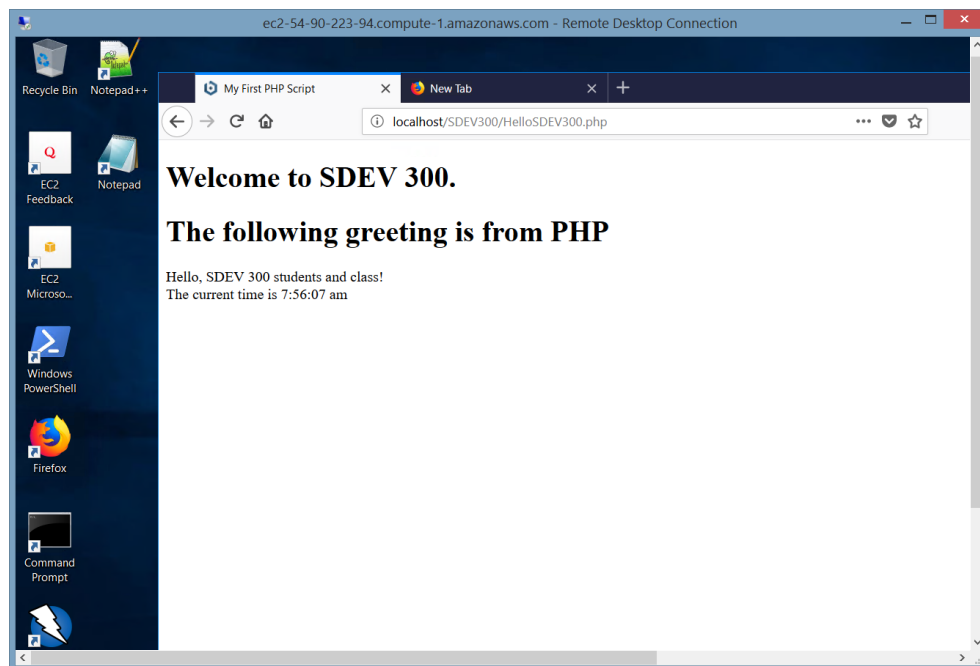 ec2-54-90-223-94.compute-1.amazonaws.com - Remote Desktop Connection
Recycle Bin
Notepad++
My First PHP Script
New Tab
localhost/SDEV300/HelloSDEV300.php
Q
EC2
Feedback
Notepad
Welcome to SDEV 300.
The following greeting is from PHP
Hello, SDEV 300 students and class!
The current time is 7:56:07 am
EC2
Microso...
Windows
PowerShell
Firefox
Command
Prompt